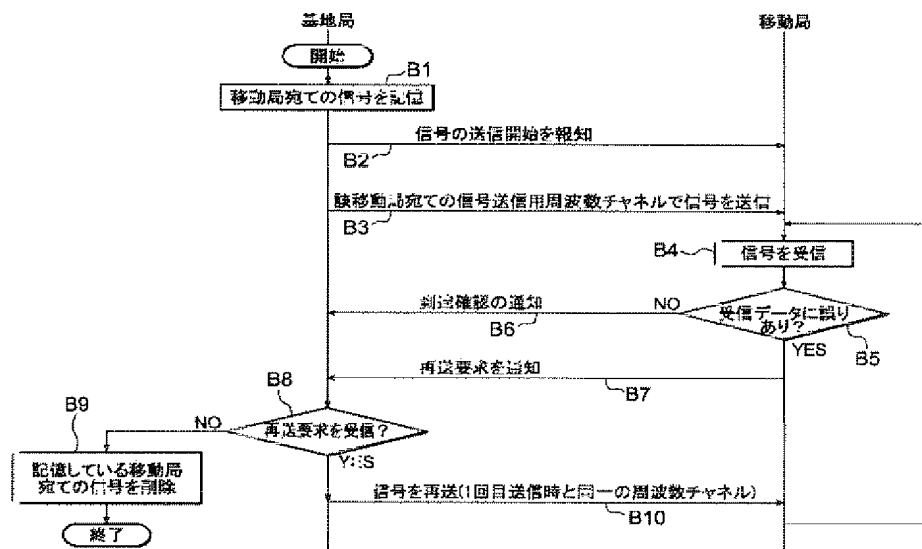 基地局
移動局
開始
B1
移動局宛ての信号を記憶
信号の送信開始を報知
B2
該移動局宛ての信号送信用周波数チャネルで信号を送信
B3
B4
信号を受信
到達確認の通知
NO
B6
受信データに誤り
あり?
YES
B5
再送要求を通知
B7
B8
B9
NO
再送要求を受信?
YES
記憶している移動局
宛ての信号を削除
信号を再送(1回目送信時と同一の周波数チャネル)
B10
終了